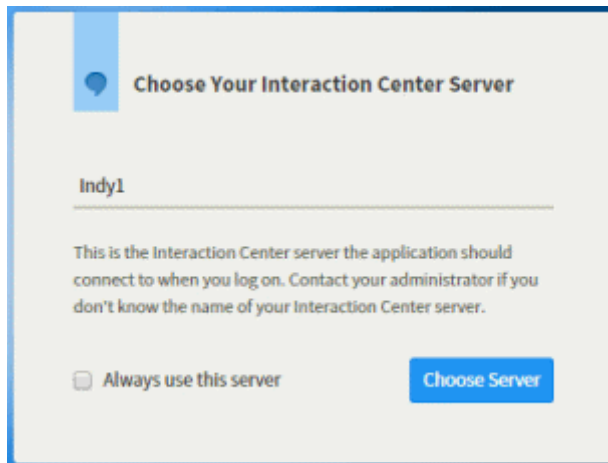 Choose Your Interaction Center Server
Indy1
This is the Interaction Center server the application should
connect to when you log on. Contact your administrator if you
don't know the name of your Interaction Center server.
Always use this server
Choose Server